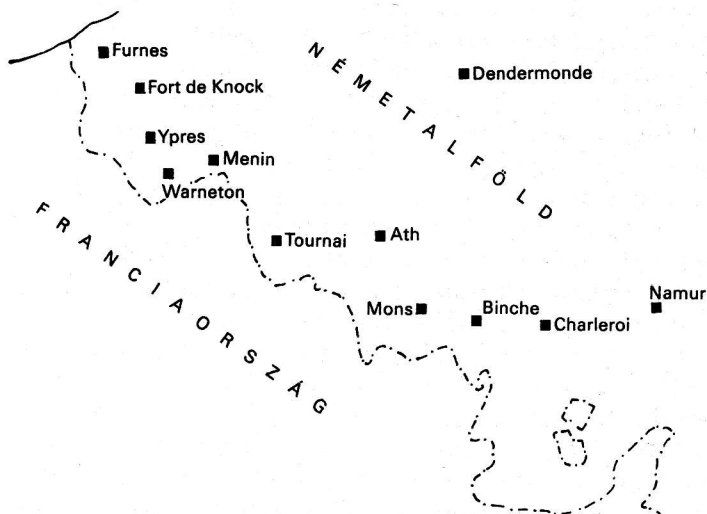 Furnes
Fort de Knock
Ypres
Menin
Warneton
NÉMETALFÖLD
Dendermonde
FRANCIAORSZÁG
Tournai
Ath
Mons
Binche
Charleroi
Namur